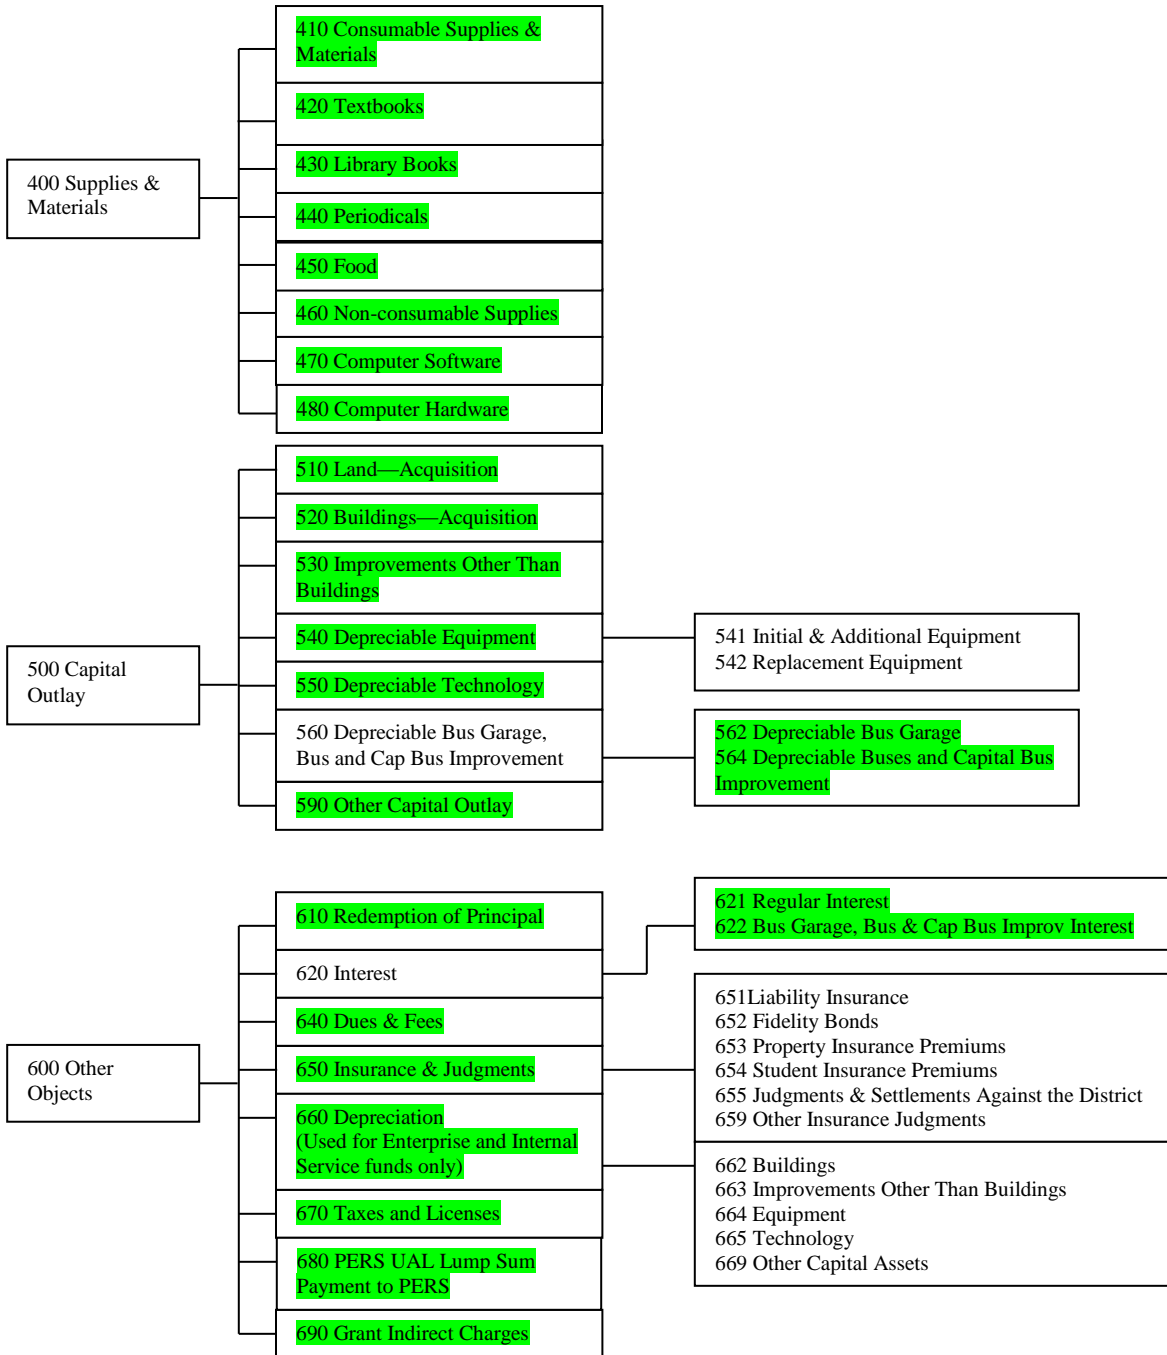 400 Supplies &
Materials
410 Consumable Supplies &
Materials
420 Textbooks
430 Library Books
440 Periodicals
450 Food
460 Non-consumable Supplies
470 Computer Software
480 Computer Hardware
500 Capital
Outlay
510 Land—Acquisition
520 Buildings—Acquisition
530 Improvements Other Than
Buildings
540 Depreciable Equipment
541 Initial & Additional Equipment
542 Replacement Equipment
550 Depreciable Technology
560 Depreciable Bus Garage,
Bus and Cap Bus Improvement
562 Depreciable Bus Garage
564 Depreciable Buses and Capital Bus
Improvement
590 Other Capital Outlay
600 Other
Objects
610 Redemption of Principal
620 Interest
621 Regular Interest
622 Bus Garage, Bus & Cap Bus Improv Interest
640 Dues & Fees
650 Insurance & Judgments
651Liability Insurance
652 Fidelity Bonds
653 Property Insurance Premiums
654 Student Insurance Premiums
655 Judgments & Settlements Against the District
659 Other Insurance Judgments
660 Depreciation
(Used for Enterprise and Internal
Service funds only)
662 Buildings
663 Improvements Other Than Buildings
664 Equipment
665 Technology
669 Other Capital Assets
670 Taxes and Licenses
680 PERS UAL Lump Sum
Payment to PERS
690 Grant Indirect Charges